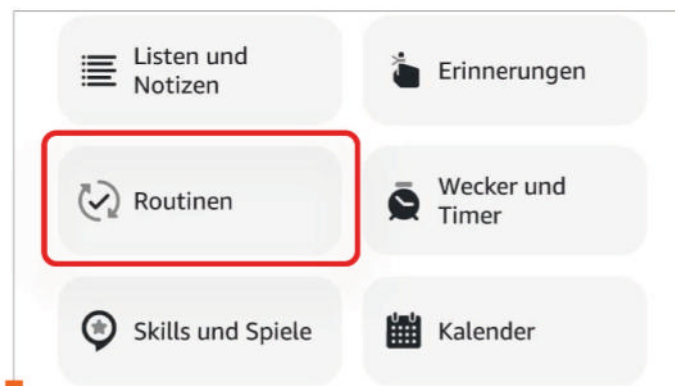 Listen und
Notizen
Erinnerungen
Routinen
Wecker und
Timer
Skills und Spiele
Kalender